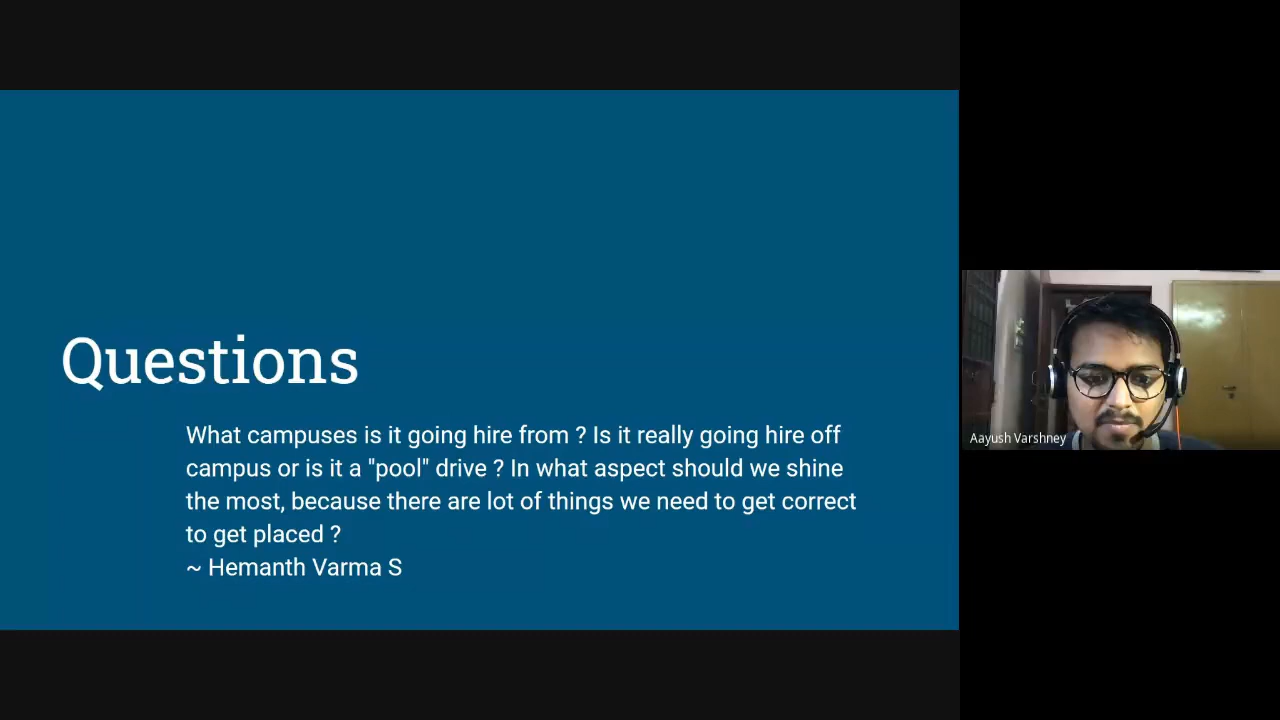 Questions
What campuses is it going hire from ? Is it really going hire off
campus or is it a "pool" drive ? In what aspect should we shine
the most, because there are lot of things we need to get correct
to get placed ?
~ Hemanth Varma S
Aayush Varshney